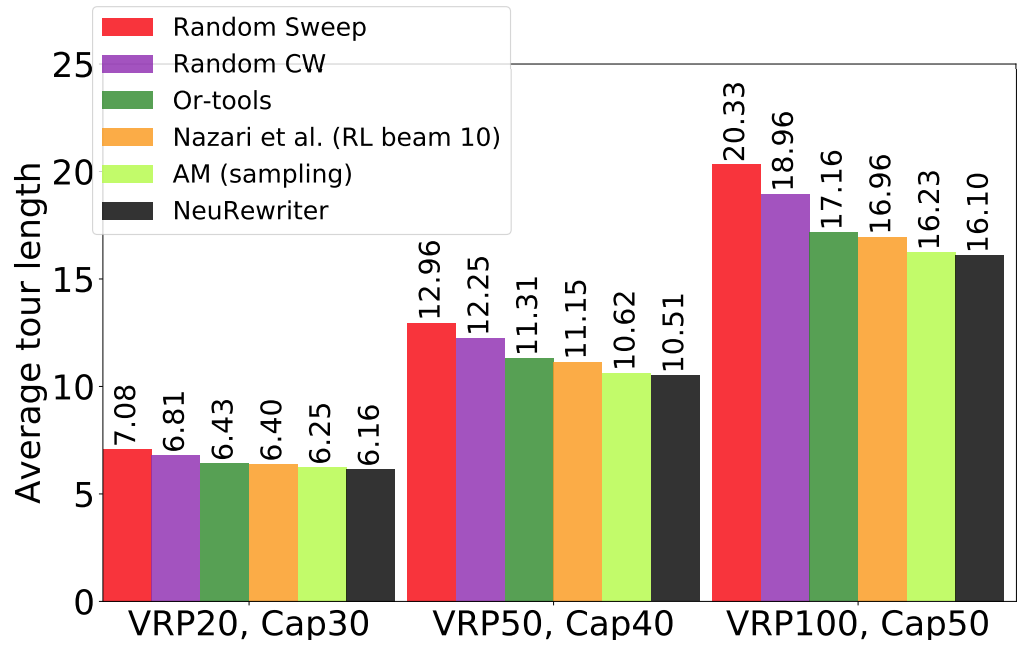 Random Sweep
Random CW
Or-tools
Nazari et al. (RL beam 10)
AM (sampling)
NeuRewriter
Average tour length
25
20
15
10
5
0
7.08
6.81
6.43
6.40
6.25
6.16
12.96
12.25
11.31
11.15
10.62
10.51
20.33
18.96
17.16
16.96
16.23
16.10
VRP20, Cap30
VRP50, Cap40
VRP100, Cap50